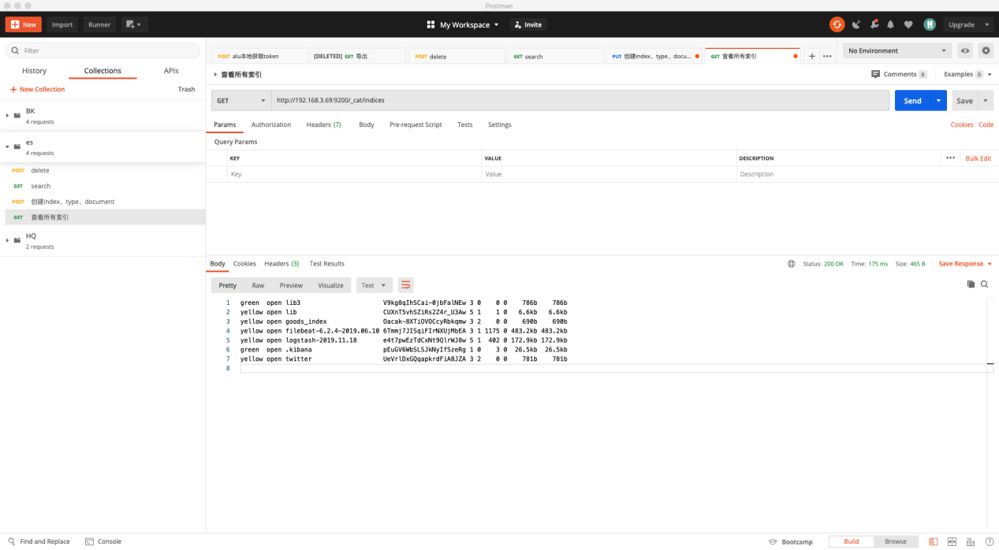 Postman
New Import Runner My Workspace Invite Upgrade
Filter
History Collections APIs
+ New Collection Trash
BK
4 requests
es
4 requests
POST delete
GET search
POST 创建index、type、document
GET 查看所有索引
HQ
2 requests
POST alu本地获取token [DELETED] GET 导出 POST delete GET search PUT 创建index、type、docu... GET 查看所有索引 + ••• No Environment
查看所有索引 Comments 0 Examples 0
GET http://192.168.3.69:9200/_cat/indices Send Save
Params Authorization Headers (7) Body Pre-request Script Tests Settings Cookies Code
Query Params
KEY VALUE DESCRIPTION ••• Bulk Edit
Key Value Description
Body Cookies Headers (3) Test Results Status: 200 OK Time: 175 ms Size: 465 B Save Response
Pretty Raw Preview Visualize Text
1 green open lib3 V9kg8qIhSCai-0jbFalNEw 3 0 0 0 786b 786b
2 yellow open lib CUXnT5vhSZiRs2Z4r_U3Aw 5 1 1 0 6.6kb 6.6kb
3 yellow open goods_index Oacak-8XTiOVOCcyRbkqmw 3 2 0 0 690b 690b
4 yellow open filebeat-6.2.4-2019.06.10 6Tmmj7JISqiFIrNXUjMbEA 3 1 1175 0 483.2kb 483.2kb
5 yellow open logstash-2019.11.18 e4t7pwEzTdCxNt9QlrWJ8w 5 1 402 0 172.9kb 172.9kb
6 green open .kibana pEuGV6WbSLSJkNyIfSzeRg 1 0 3 0 26.5kb 26.5kb
7 yellow open twitter UeVrlDxGQqapkrdFiA8JZA 3 2 0 0 781b 781b
8
Find and Replace Console Bootcamp Build Browse